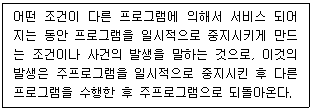 어떤 조건이 다른 프로그램에 의해서 서비스 되어
지는 동안 프로그램을 일시적으로 중지시키게 만드
는 조건이나 사건의 발생을 말하는 것으로, 이것의
발생은 주프로그램을 일시적으로 중지시킨 후 다른
프로그램을 수행한 후 주프로그램으로 되돌아온다.